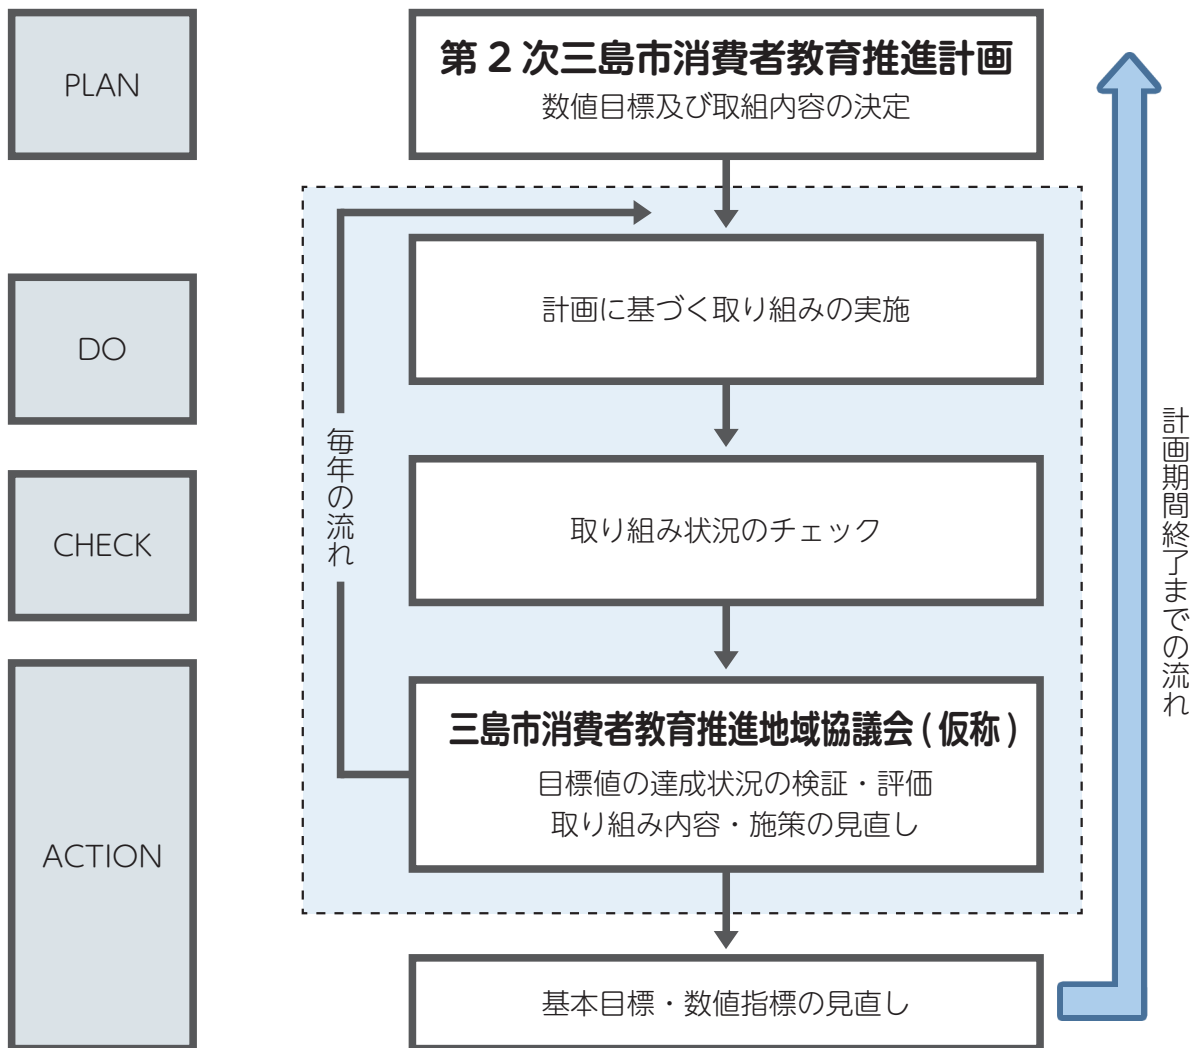 PLAN
第2次三島市消費者教育推進計画
数値目標及び取組内容の決定
DO
計画に基づく取り組みの実施
毎年の流れ
CHECK
取り組み状況のチェック
ACTION
三島市消費者教育推進地域協議会(仮称)
目標値の達成状況の検証・評価
取り組み内容・施策の見直し
基本目標・数値指標の見直し
計画期間終了までの流れ